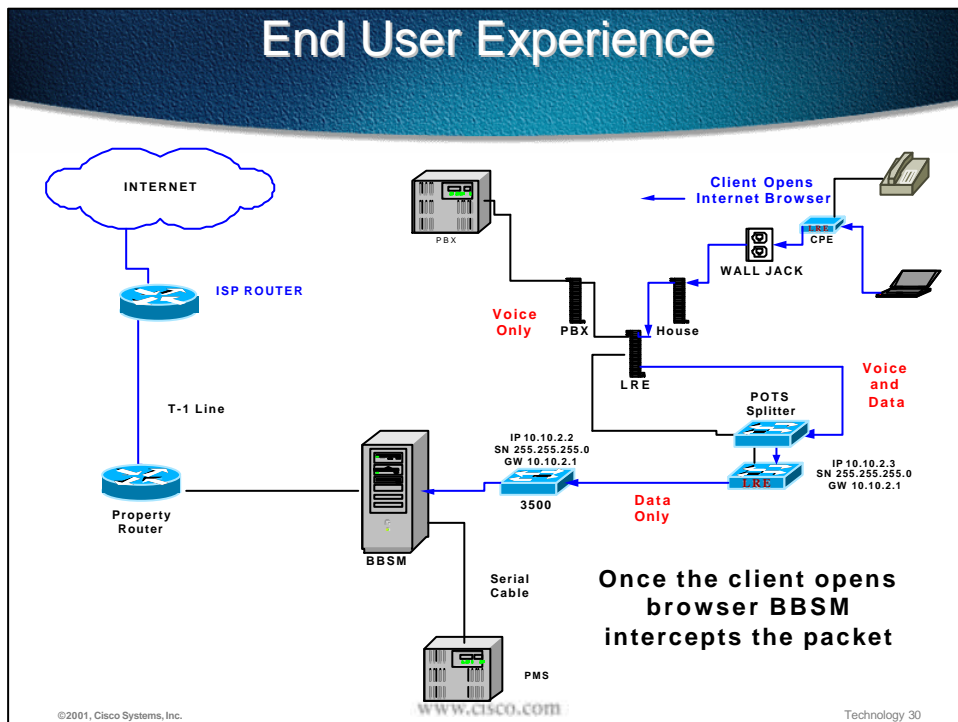 End User Experience
INTERNET
ISP ROUTER
T-1 Line
Property
Router
PBX
Client Opens
Internet Browser
LRE
CPE
WALL JACK
Voice
Only
PBX
House
LRE
Voice
and
Data
POTS
Splitter
IP 10.10.2.2
SN 255.255.255.0
GW 10.10.2.1
3500
IP 10.10.2.3
SN 255.255.255.0
GW 10.10.2.1
LRE
Data
Only
BBSM
Serial
Cable
PMS
Once the client opens
browser BBSM
intercepts the packet
©2001, Cisco Systems, Inc.
www.cisco.com
Technology 30